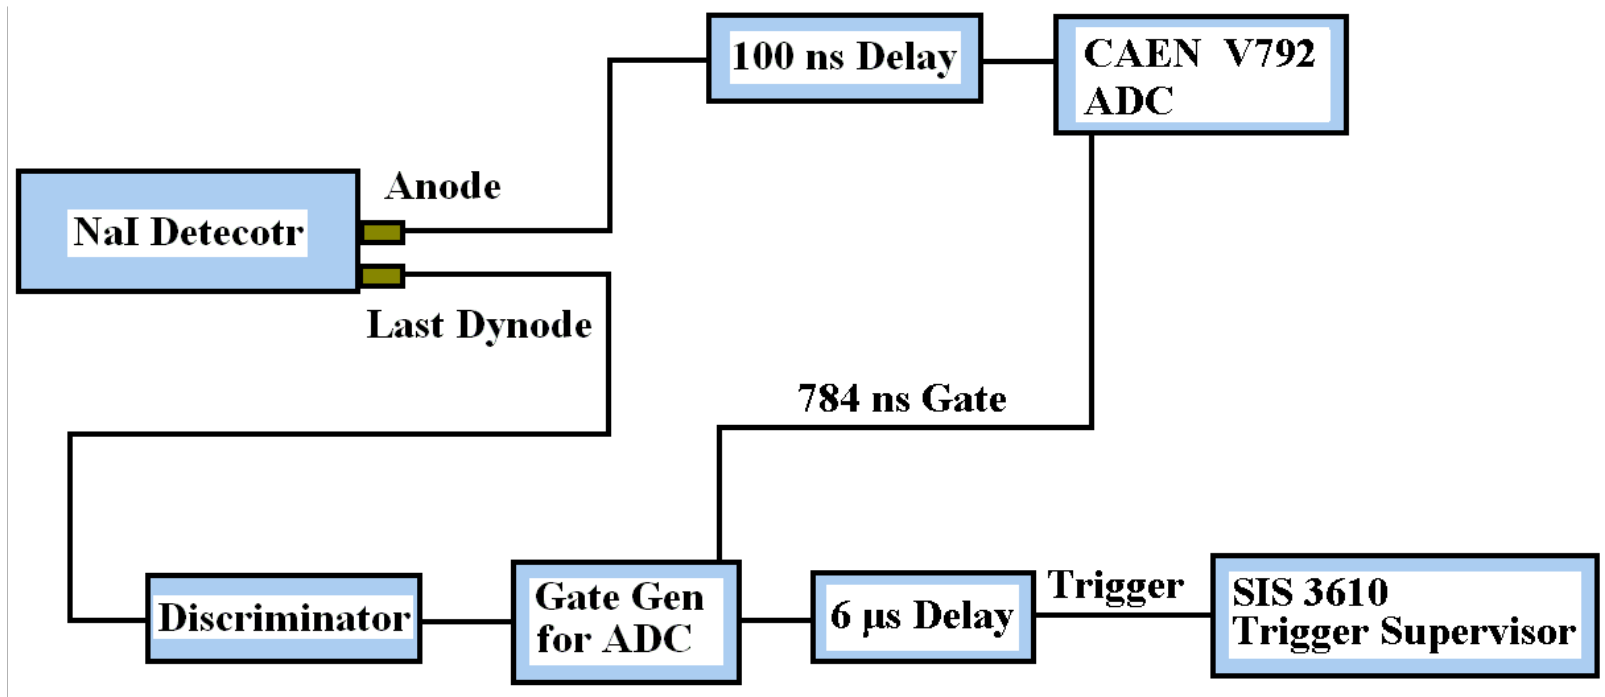 100 ns Delay
CAEN V792
ADC
Anode
NaI Detecotr
Last Dynode
784 ns Gate
Discriminator
Gate Gen
for ADC
6 μs Delay
Trigger
SIS 3610
Trigger Supervisor